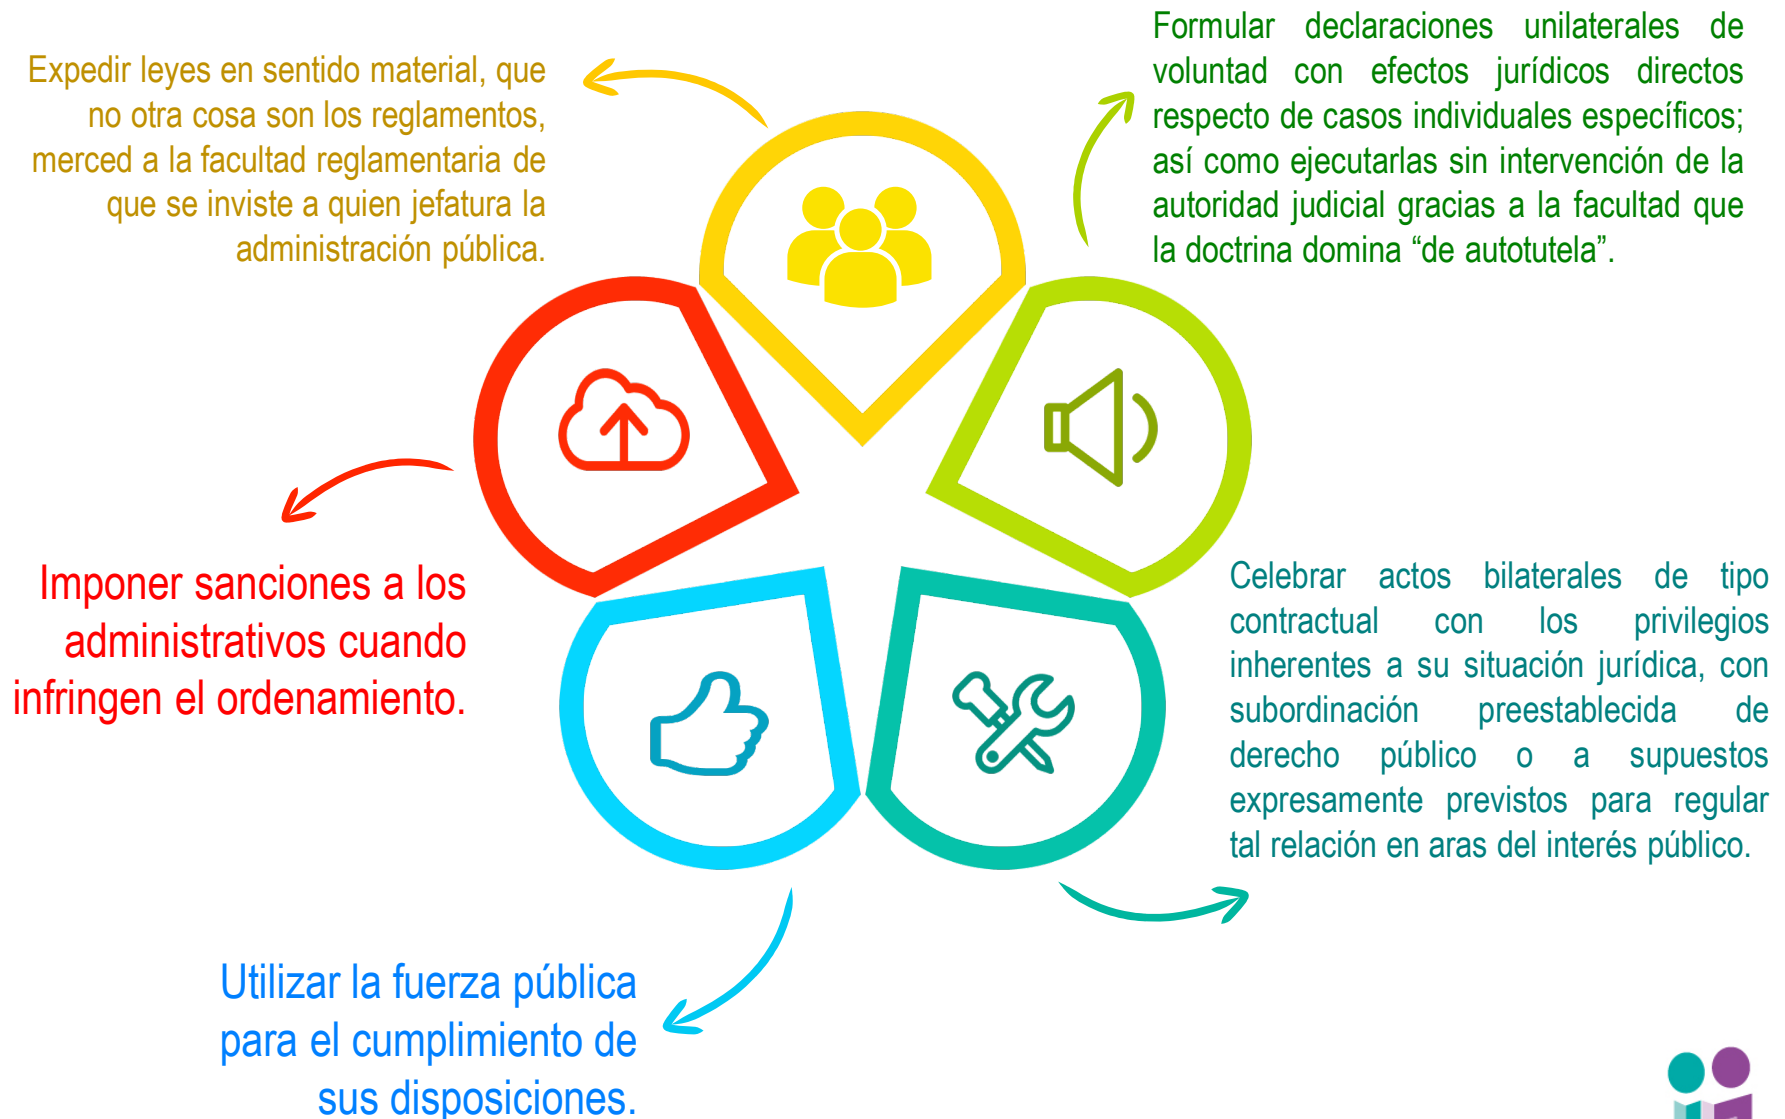 Expedir leyes en sentido material, que
no otra cosa son los reglamentos,
merced a la facultad reglamentaria de
que se inviste a quien jefatura la
administración pública.
Formular declaraciones unilaterales de
voluntad con efectos jurídicos directos
respecto de casos individuales específicos;
así como ejecutarlas sin intervención de la
autoridad judicial gracias a la facultad que
la doctrina domina “de autotutela”.
Imponer sanciones a los
administrativos cuando
infringen el ordenamiento.
Celebrar actos bilaterales de tipo
contractual con los privilegios
inherentes a su situación jurídica, con
subordinación preestablecida de
derecho público o a supuestos
expresamente previstos para regular
tal relación en aras del interés público.
Utilizar la fuerza pública
para el cumplimiento de
sus disposiciones.